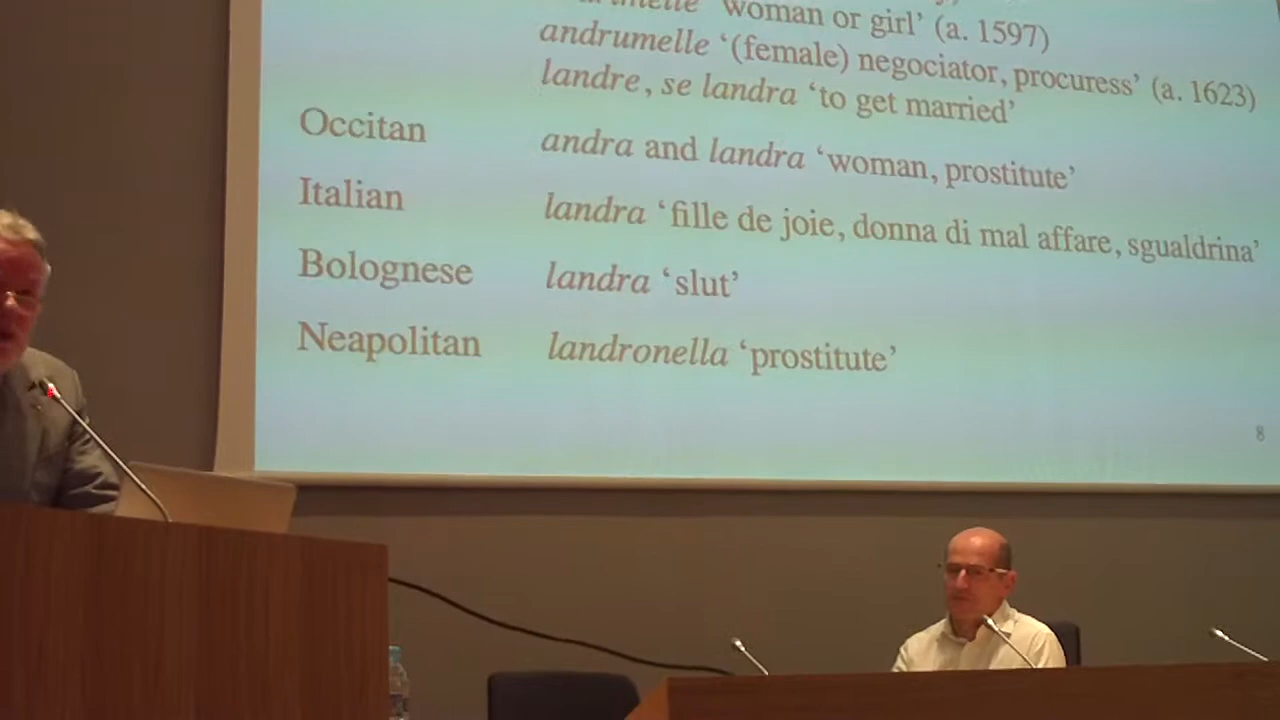 'woman or girl' (a. 1597)
andrumelle '(female) negociator, procuress' (a. 1623)
landre, se landra 'to get married'
Occitan andra and landra 'woman, prostitute'
Italian landra 'fille de joie, donna di mal affare, sgualdrina'
Bolognese landra 'slut'
Neapolitan landronella 'prostitute'
8